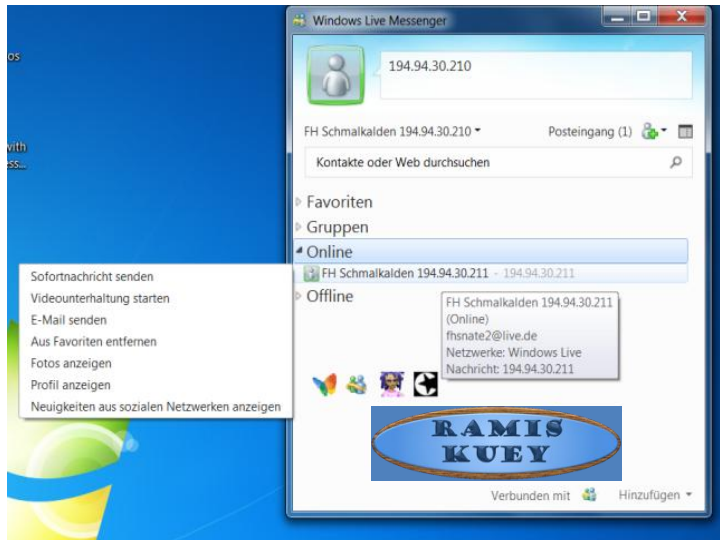 os
with
ess...
Windows Live Messenger
194.94.30.210
FH Schmalkalden 194.94.30.210
Posteingang (1)
Kontakte oder Web durchsuchen
Favoriten
Gruppen
Online
FH Schmalkalden 194.94.30.211 - 194.94.30.211
Offline
FH Schmalkalden 194.94.30.211
(Online)
fhsnate2@live.de
Netzwerke: Windows Live
Nachricht: 194.94.30.211
Sofortnachricht senden
Videounterhaltung starten
E-Mail senden
Aus Favoriten entfernen
Fotos anzeigen
Profil anzeigen
Neuigkeiten aus sozialen Netzwerken anzeigen
RAMIS
KUEY
Verbunden mit
Hinzufügen